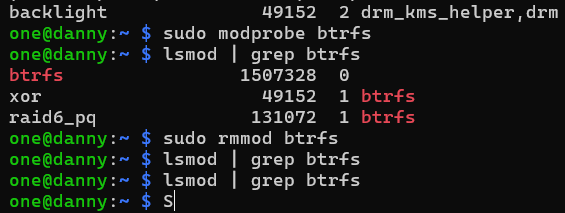 backlight 49152 2 drm_kms_helper,drm
one@danny:~ $ sudo modprobe btrfs
one@danny:~ $ lsmod | grep btrfs
btrfs 1507328 0
xor 49152 1 btrfs
raid6_pq 131072 1 btrfs
one@danny:~ $ sudo rmmod btrfs
one@danny:~ $ lsmod | grep btrfs
one@danny:~ $ lsmod | grep btrfs
one@danny:~ $ S